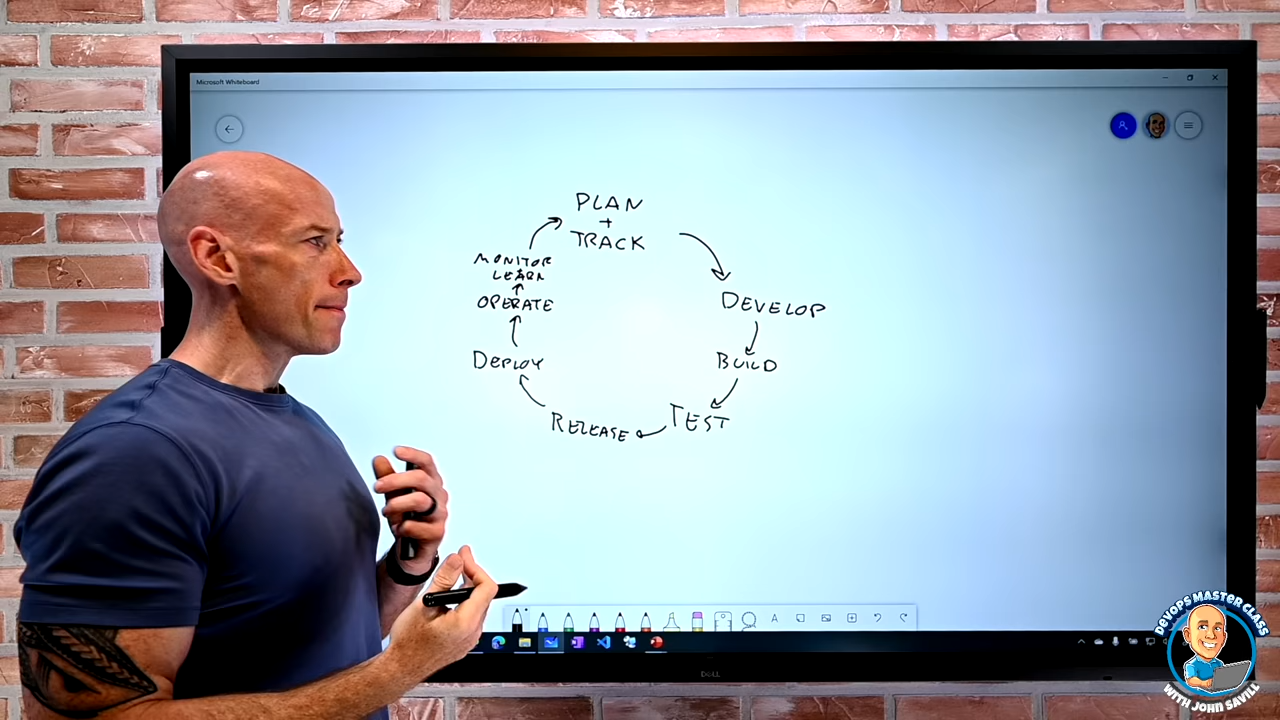 Microsoft Whiteboard
PLAN
+
TRACK
MONITOR
LEARN
OPERATE
DEVELOP
DEPLOY
BUILD
RELEASE
TEST
A
DELL
DEVOPS MASTER CLASS
WITH JOHN SAVILL